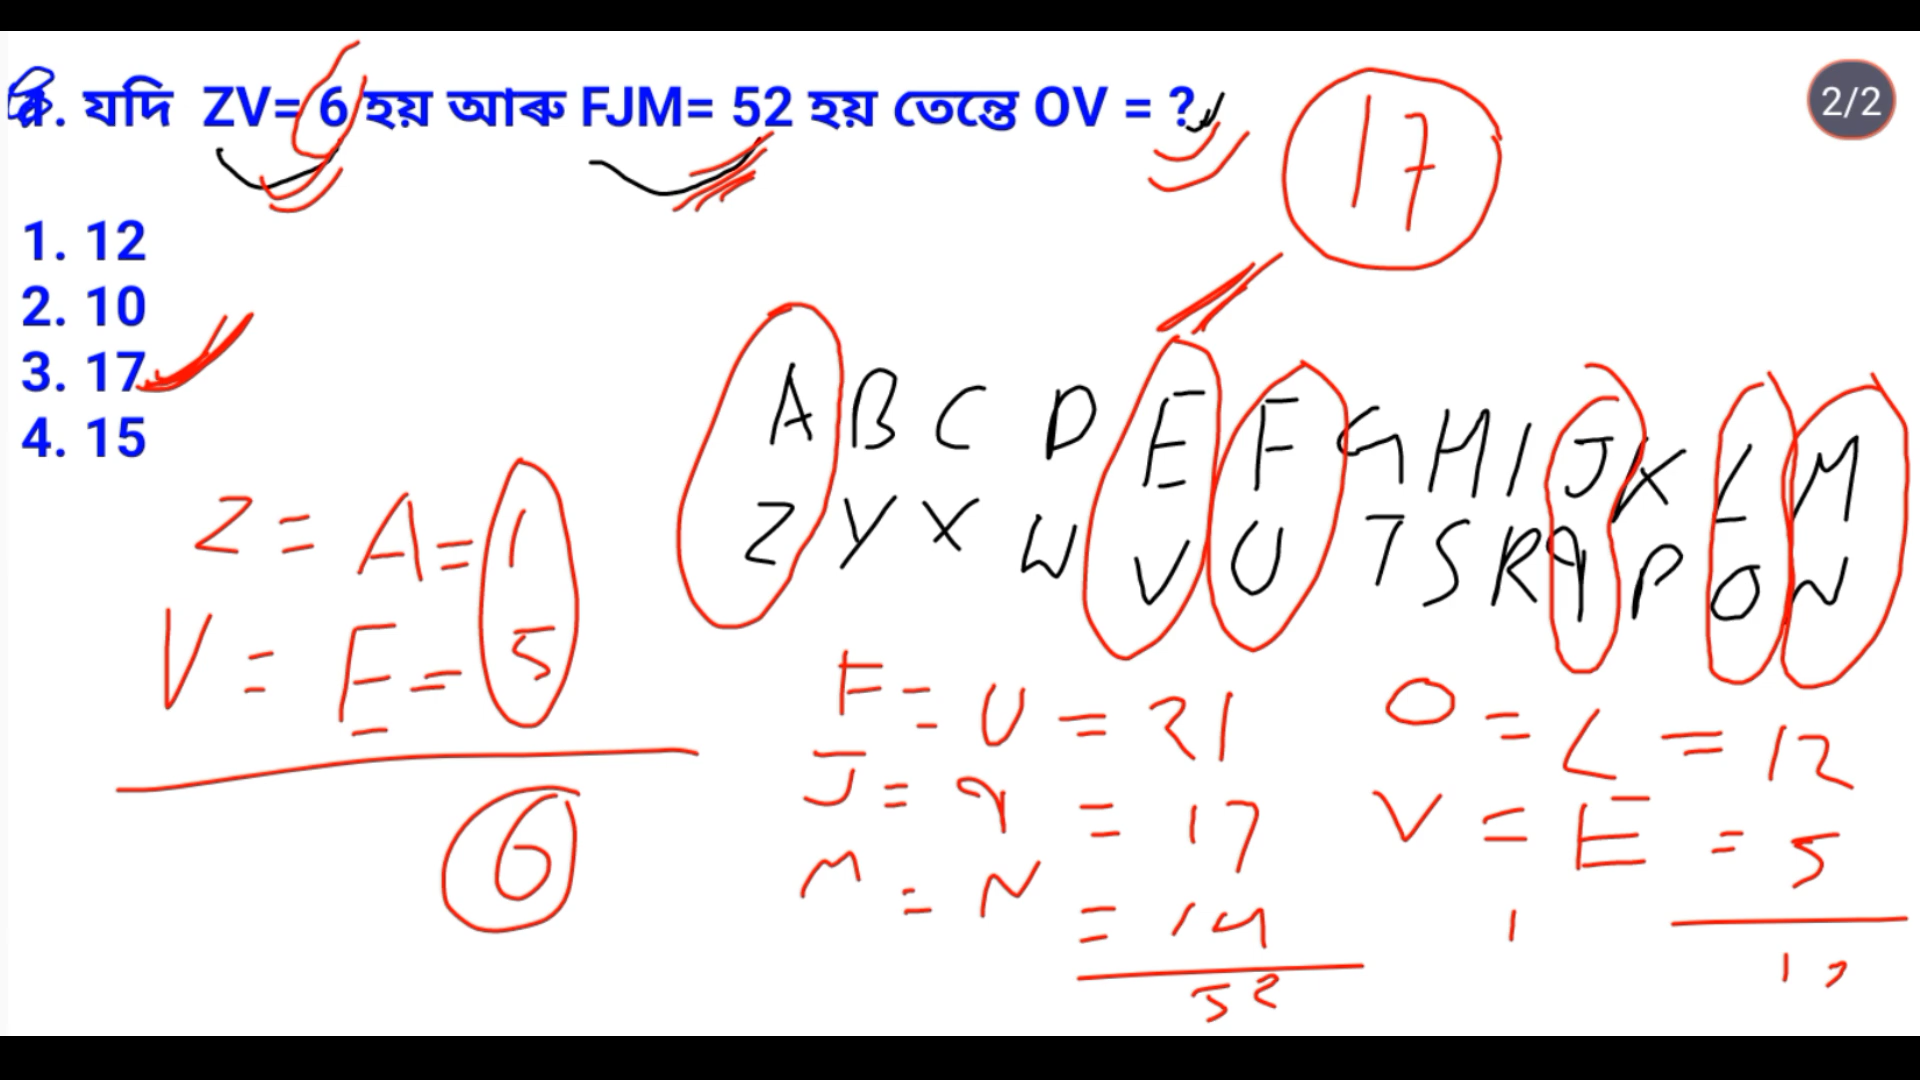 . যদি ZV= 6 হয় আৰু FJM= 52 হয় তেন্তে OV = ?
17
2/2
1. 12
2. 10
3. 17
4. 15
A B C D E F G H I J K L M
Z Y X W V U T S R q P O N
Z = A = 1
V = E = 5
6
F = U = 21
J = q = 17
M = N = 14
52
O = L = 12
V = E = 5
1